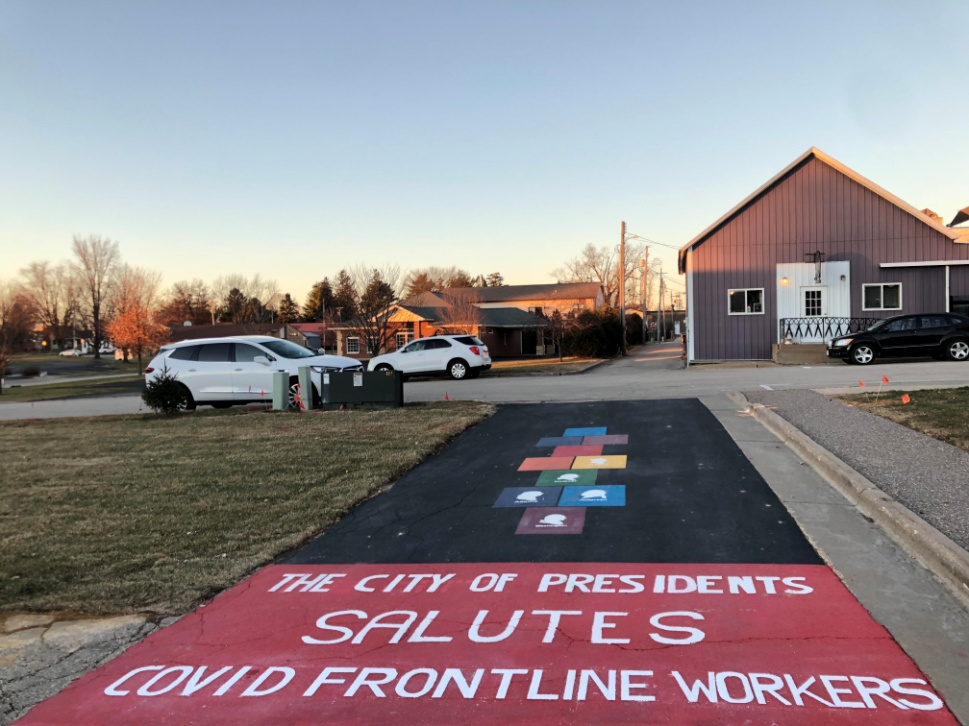 THE CITY OF PRESIDENTS
SALUTES
COVID FRONTLINE WORKERS